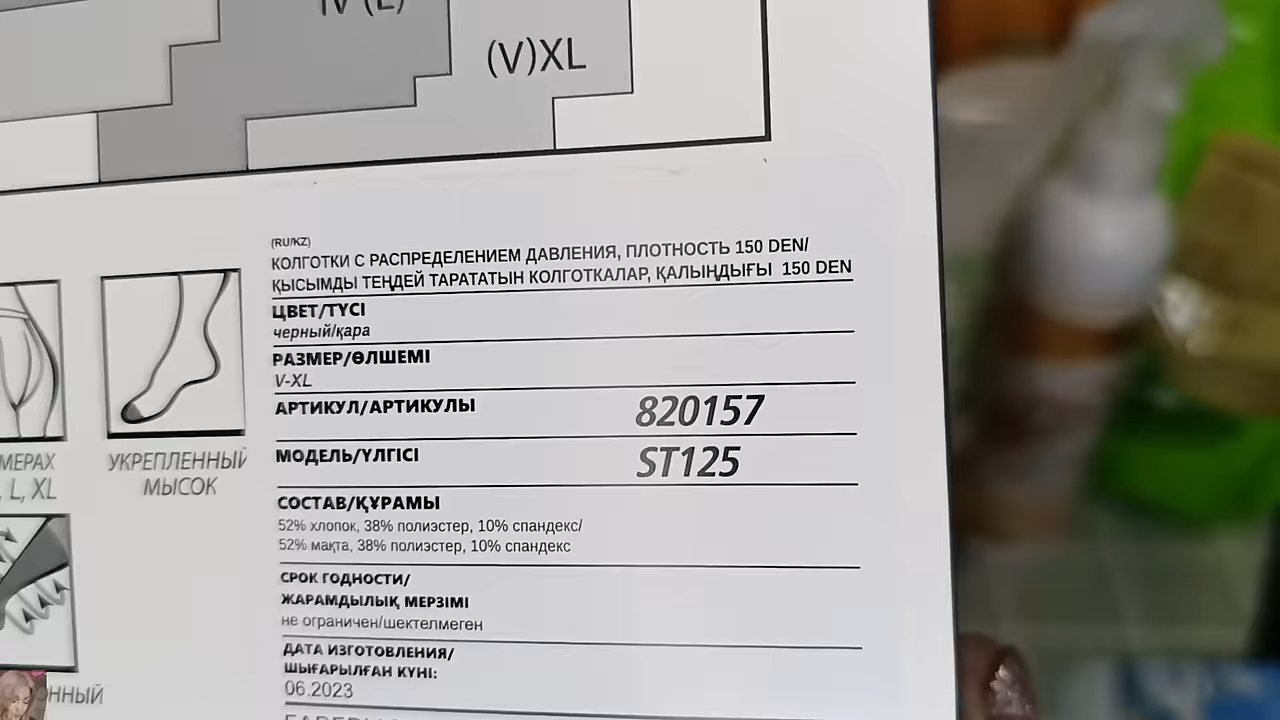 IV (L)
(V)XL
(RU/KZ)
КОЛГОТКИ С РАСПРЕДЕЛЕНИЕМ ДАВЛЕНИЯ, ПЛОТНОСТЬ 150 DEN/
ҚЫСЫМДЫ ТЕҢДЕЙ ТАРАТАТЫН КОЛГОТКАЛАР, ҚАЛЫҢДЫҒЫ 150 DEN
ЦВЕТ/ТҮСІ
черный/қара
РАЗМЕР/ӨЛШЕМІ
V-XL
АРТИКУЛ/АРТИКУЛЫ 820157
МОДЕЛЬ/ҮЛГІСІ ST125
СОСТАВ/ҚҰРАМЫ
52% хлопок, 38% полиэстер, 10% спандекс/
52% мақта, 38% полиэстер, 10% спандекс
СРОК ГОДНОСТИ/
ЖАРАМДЫЛЫҚ МЕРЗІМІ
не ограничен/шектелмеген
ДАТА ИЗГОТОВЛЕНИЯ/
ШЫҒАРЫЛҒАН КҮНІ:
06.2023
МЕРАХ
, L, XL
УКРЕПЛЕННЫЙ
МЫСОК
ОННЫЙ